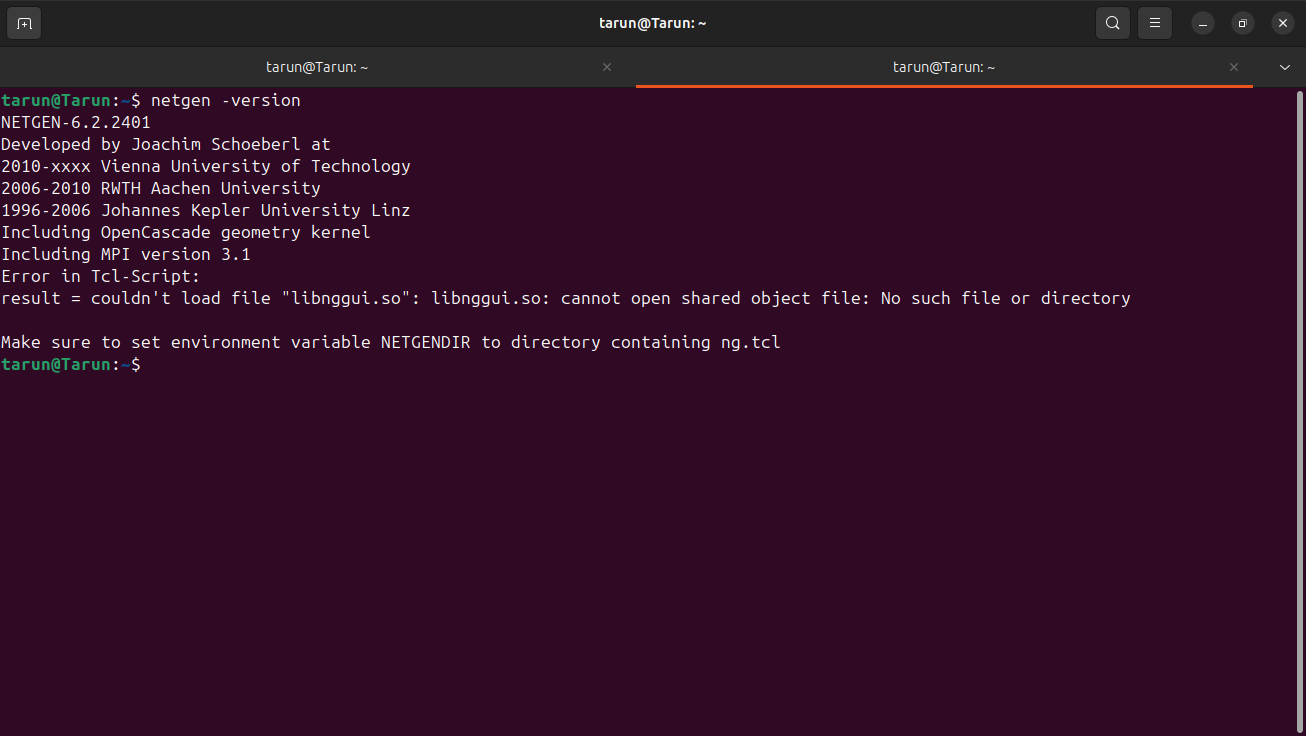 tarun@Tarun: ~
tarun@Tarun: ~
tarun@Tarun: ~
tarun@Tarun:~$ netgen -version
NETGEN-6.2.2401
Developed by Joachim Schoeberl at
2010-xxxx Vienna University of Technology
2006-2010 RWTH Aachen University
1996-2006 Johannes Kepler University Linz
Including OpenCascade geometry kernel
Including MPI version 3.1
Error in Tcl-Script:
result = couldn't load file "libnggui.so": libnggui.so: cannot open shared object file: No such file or directory
Make sure to set environment variable NETGENDIR to directory containing ng.tcl
tarun@Tarun:~$